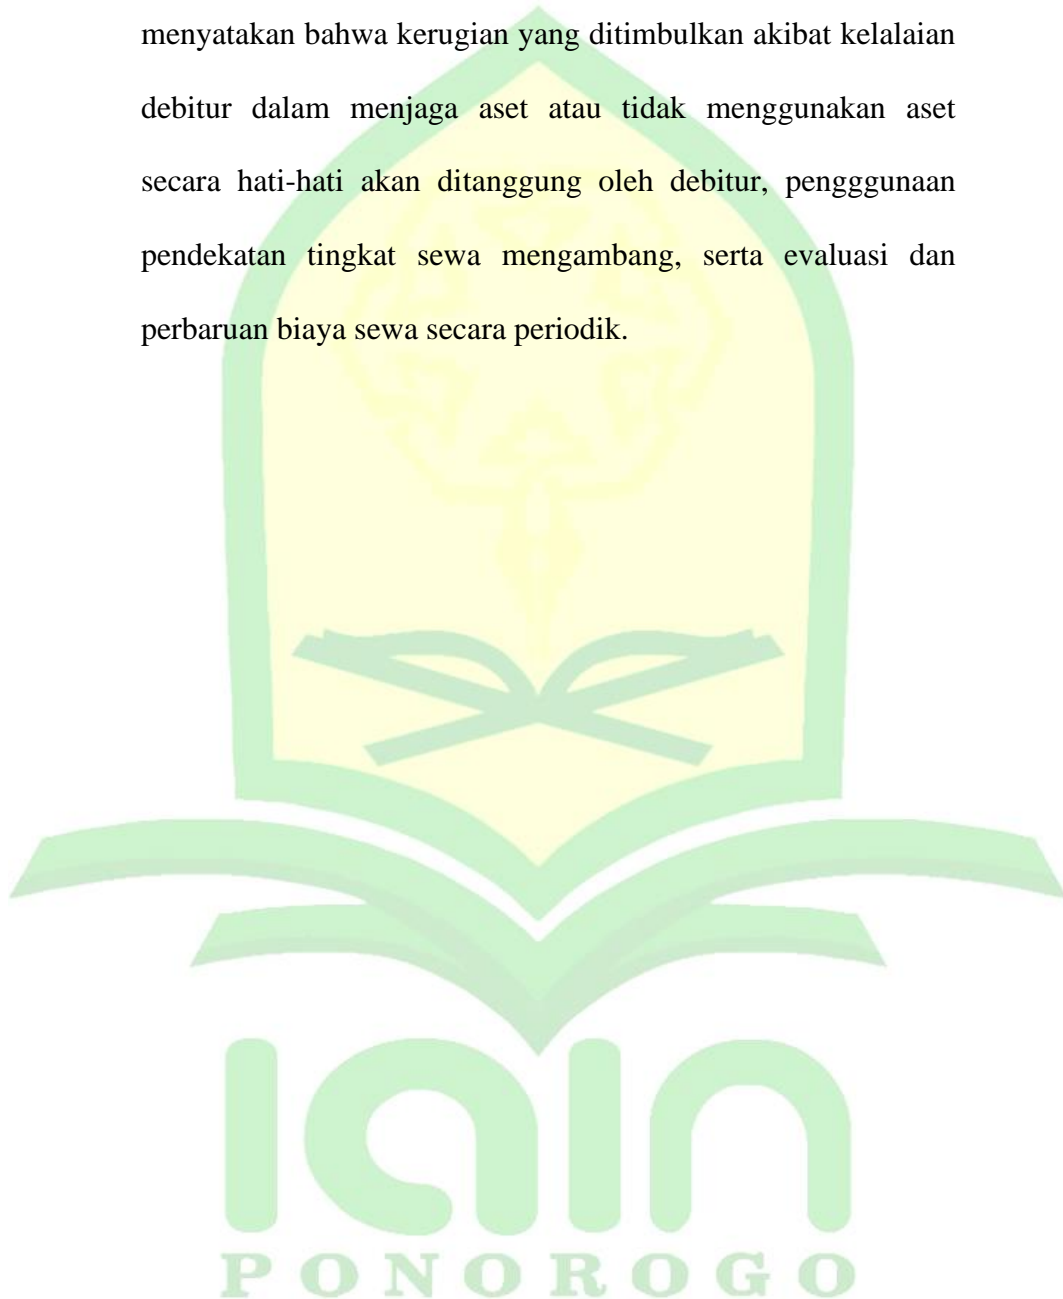 menyatakan bahwa kerugian yang ditimbulkan akibat kelalaian
debitur dalam menjaga aset atau tidak menggunakan aset
secara hati-hati akan ditanggung oleh debitur, pengggunaan
pendekatan tingkat sewa mengambang, serta evaluasi dan
perbaruan biaya sewa secara periodik.
iain
PONOROGO